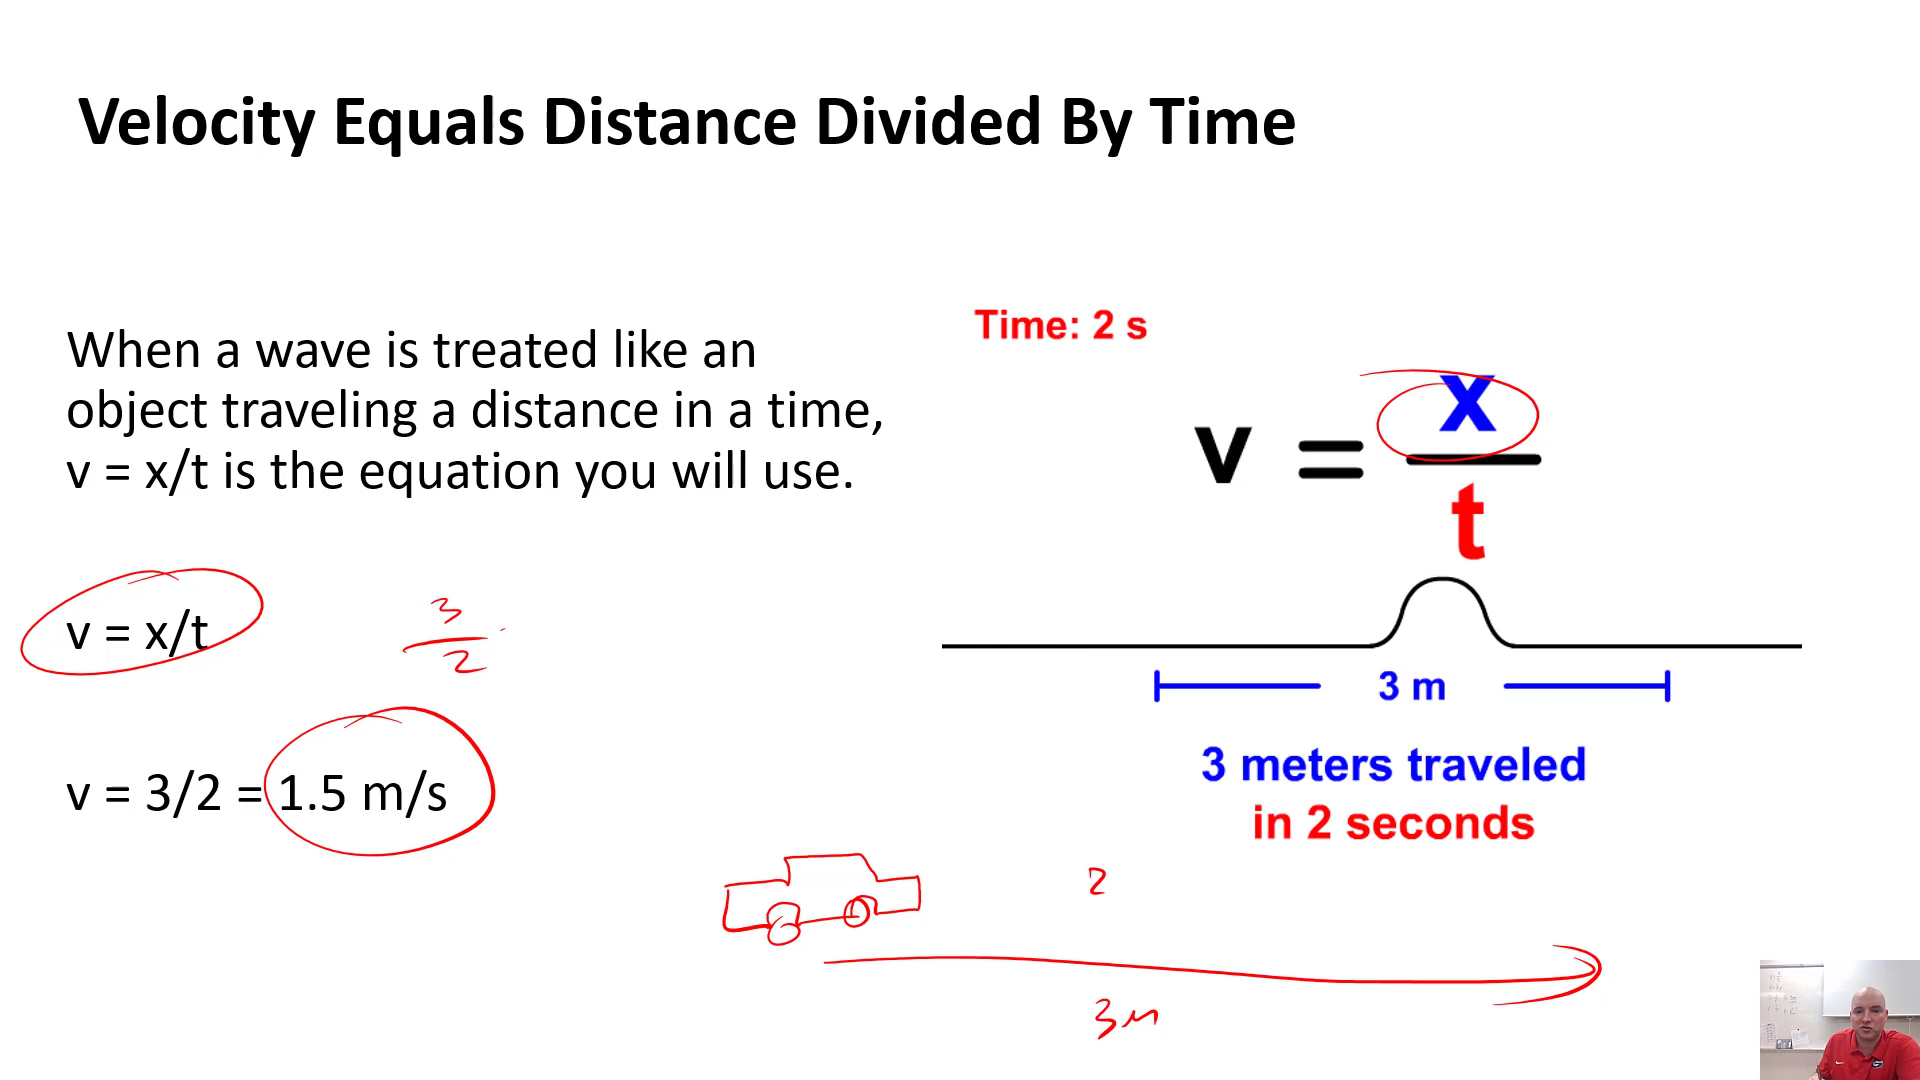 Velocity Equals Distance Divided By Time
When a wave is treated like an
object traveling a distance in a time,
v = x/t is the equation you will use.
v = x/t
3
2
v = 3/2 = 1.5 m/s
Time: 2 s
v = x
t
3 m
3 meters traveled
in 2 seconds
2
3m